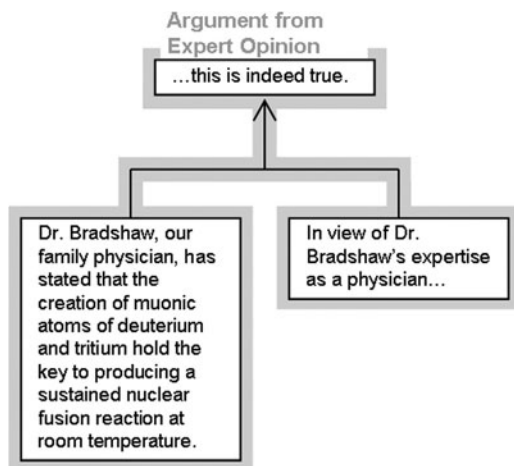 Argument from
Expert Opinion
…this is indeed true.
Dr. Bradshaw, our
family physician, has
stated that the
creation of muonic
atoms of deuterium
and tritium hold the
key to producing a
sustained nuclear
fusion reaction at
room temperature.
In view of Dr.
Bradshaw's expertise
as a physician…